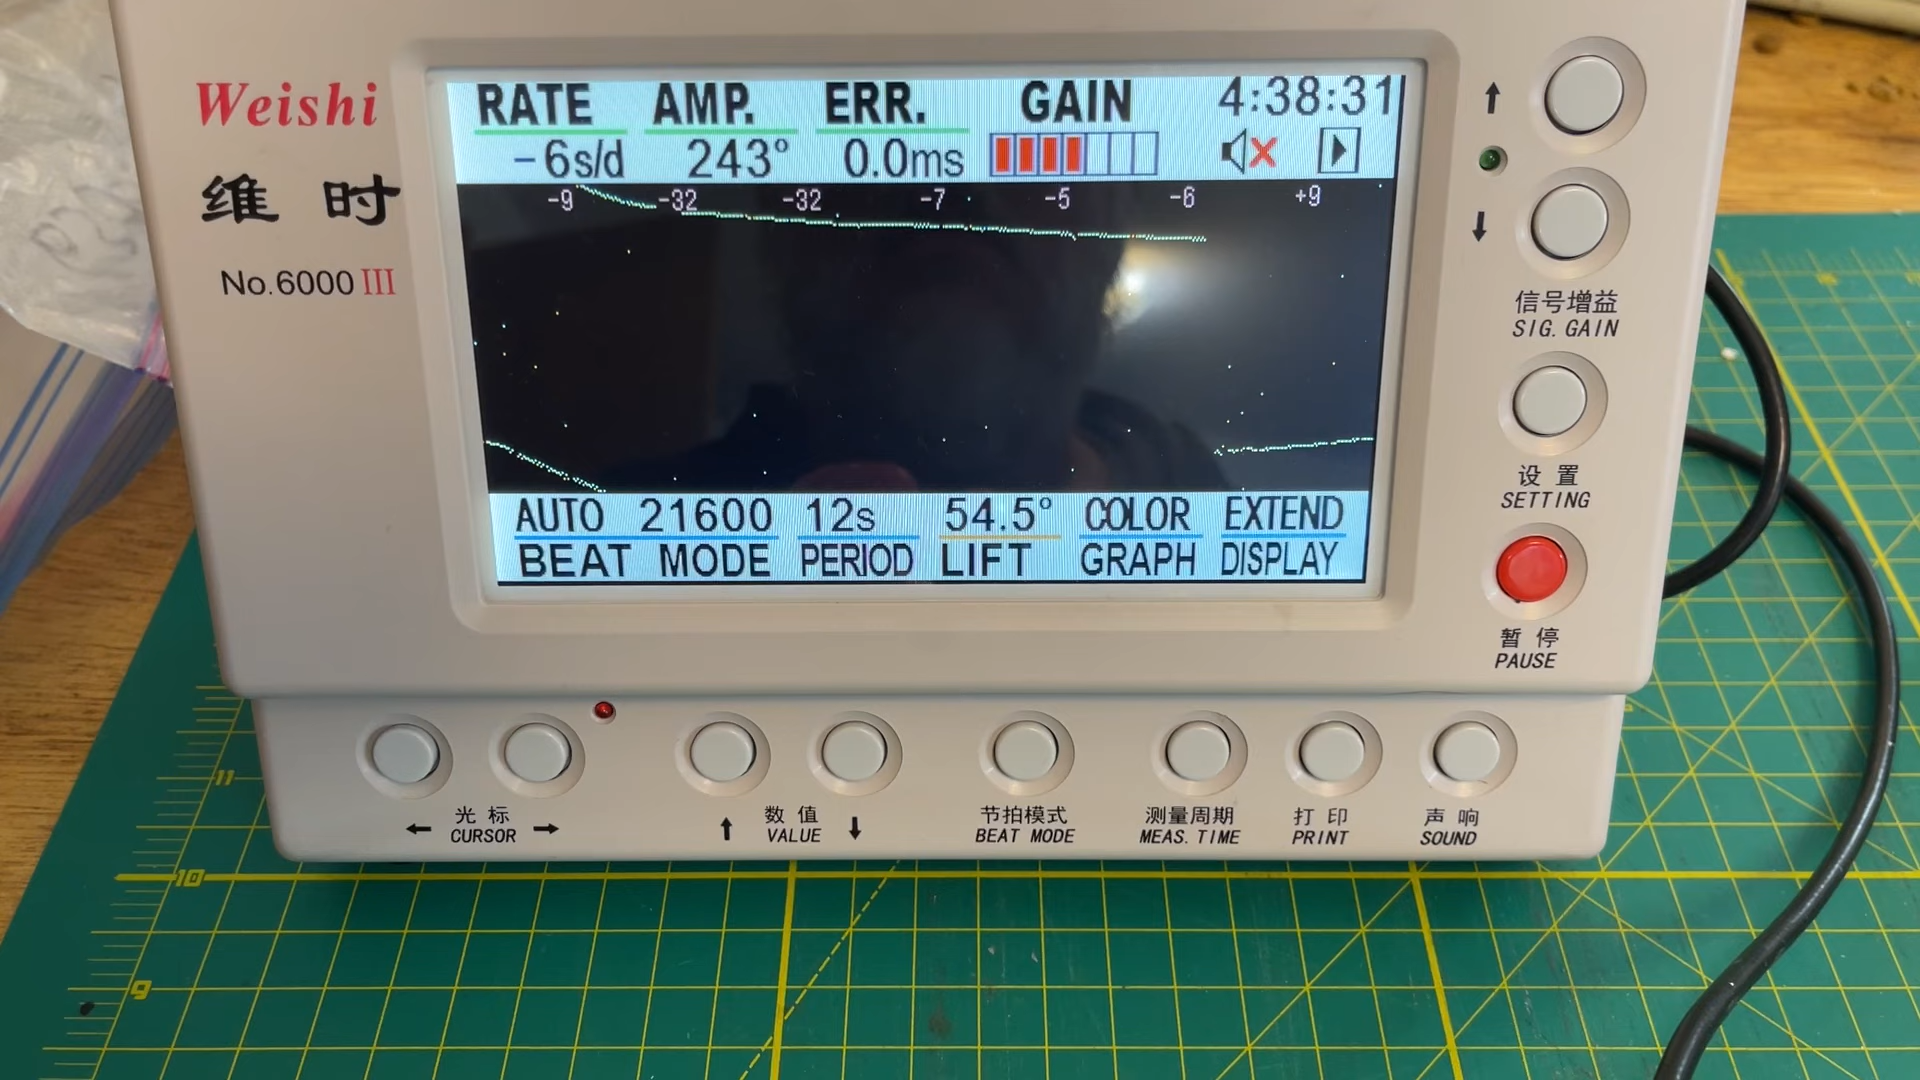 Weishi
维 时
No.6000 III
RATE AMP. ERR. GAIN 4:38:31
-6s/d 243° 0.0ms
-9 -32 -32 -7 -5 -6 +9
AUTO 21600 12s 54.5° COLOR EXTEND
BEAT MODE PERIOD LIFT GRAPH DISPLAY
↑
↓
信号增益
SIG. GAIN
设 置
SETTING
暂 停
PAUSE
光 标
← CURSOR →
数 值
↑ VALUE ↓
节拍模式
BEAT MODE
测量周期
MEAS. TIME
打 印
PRINT
声 响
SOUND
11
10
9